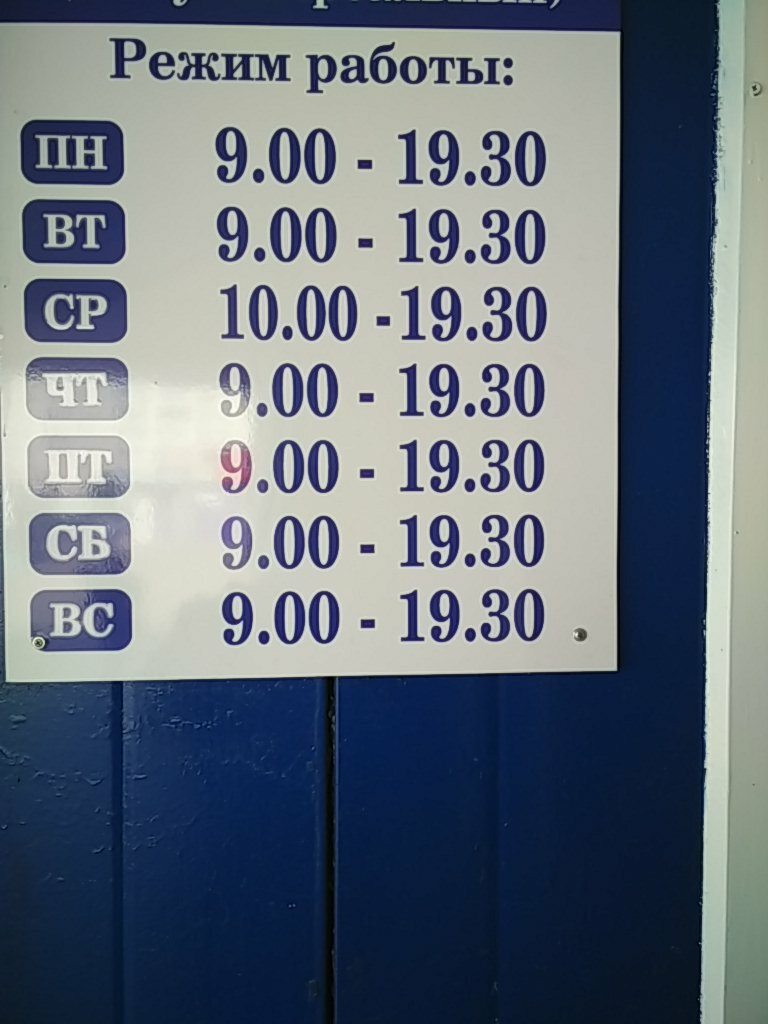 Режим работы:
ПН 9.00 - 19.30
ВТ 9.00 - 19.30
СР 10.00 -19.30
ЧТ 9.00 - 19.30
ПТ 9.00 - 19.30
СБ 9.00 - 19.30
ВС 9.00 - 19.30